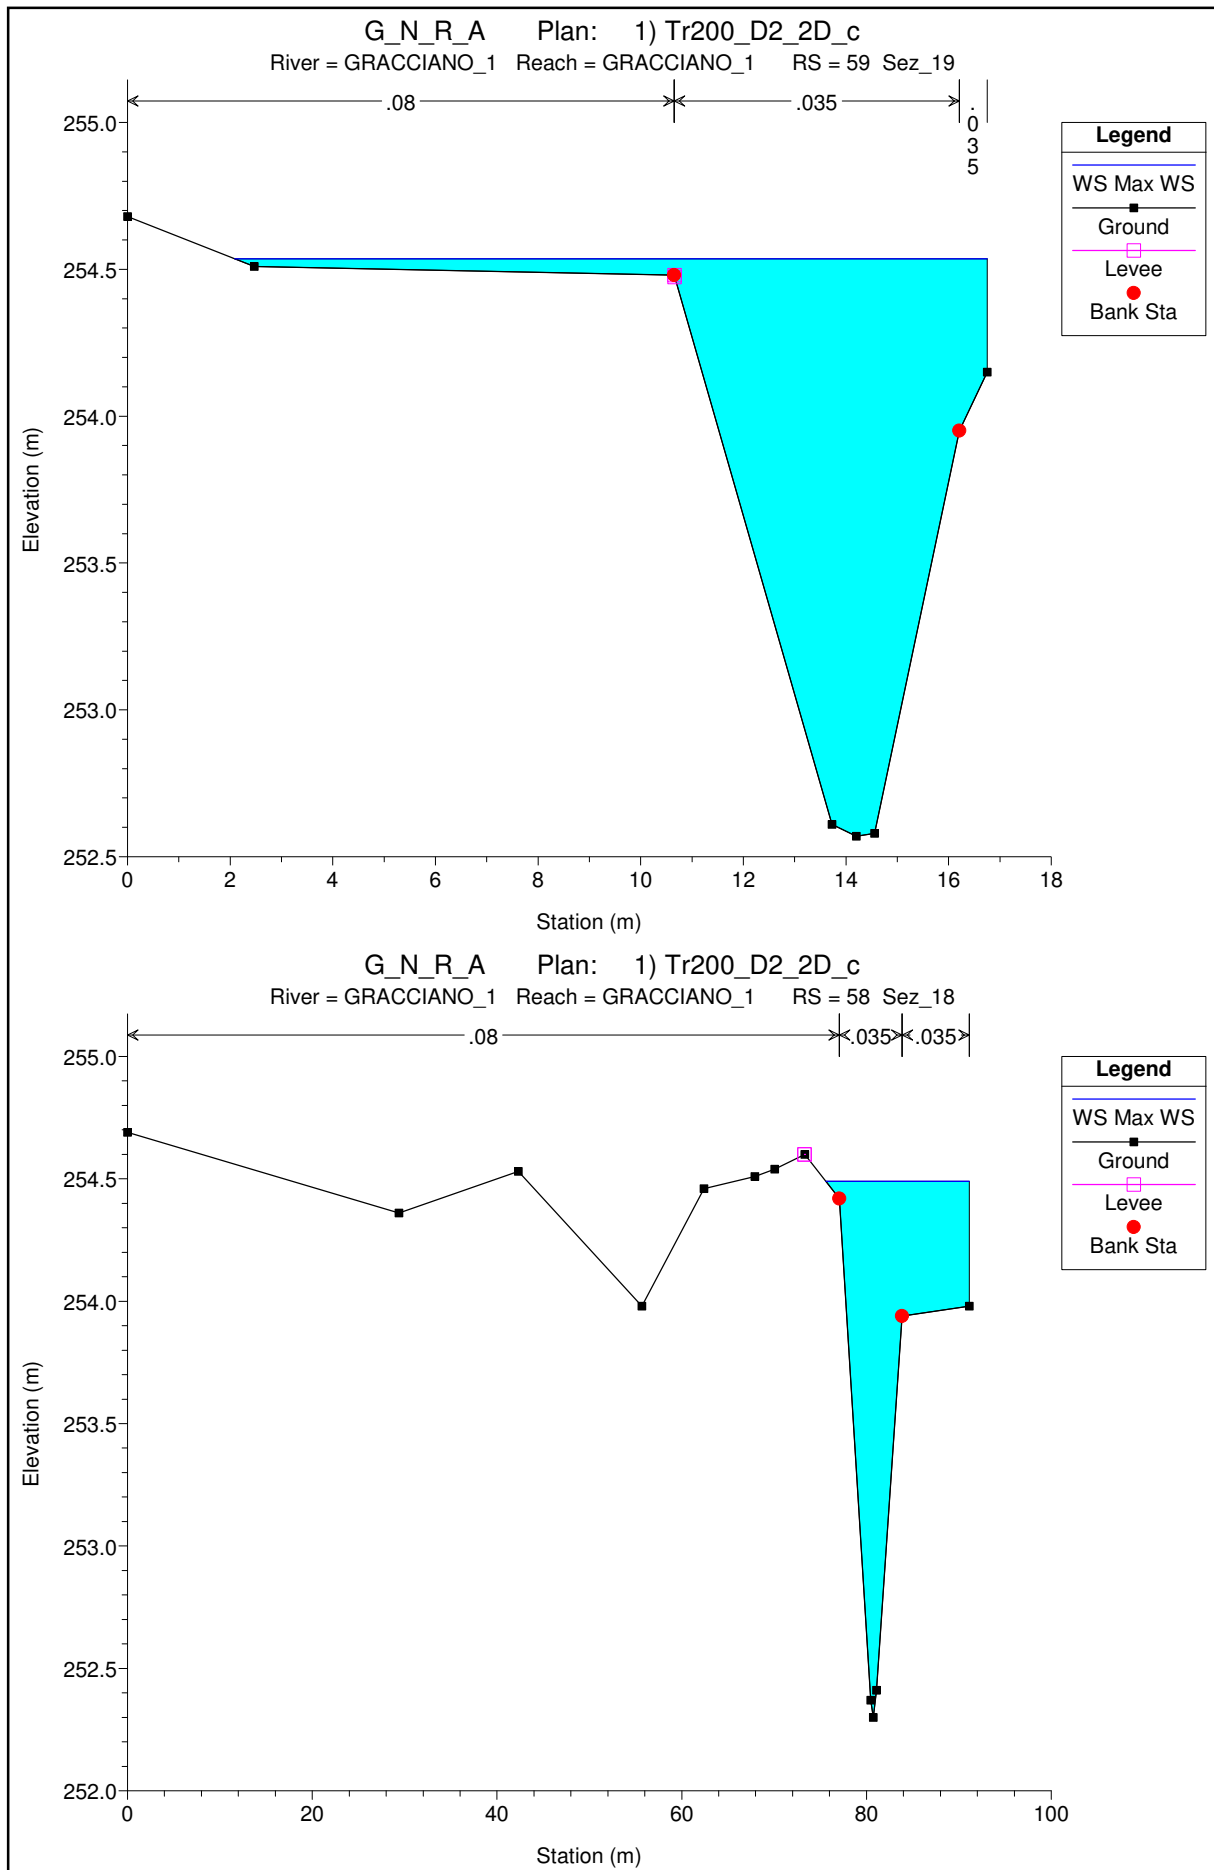 G_N_R_A Plan: 1) Tr200_D2_2D_c
River = GRACCIANO_1 Reach = GRACCIANO_1 RS = 59 Sez_19
.08
.035
.035
255.0
254.5
254.0
253.5
253.0
252.5
Elevation (m)
0 2 4 6 8 10 12 14 16 18
Station (m)
Legend
WS Max WS
Ground
Levee
Bank Sta
G_N_R_A Plan: 1) Tr200_D2_2D_c
River = GRACCIANO_1 Reach = GRACCIANO_1 RS = 58 Sez_18
.08
.035
.035
255.0
254.5
254.0
253.5
253.0
252.5
252.0
Elevation (m)
0 20 40 60 80 100
Station (m)
Legend
WS Max WS
Ground
Levee
Bank Sta